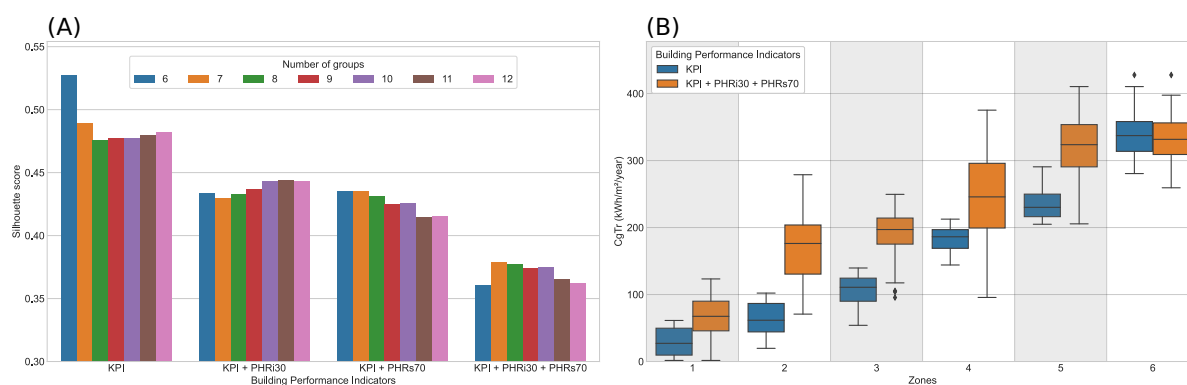 (A)
(B)
0.55
0.50
0.45
0.40
0.35
0.30
Silhouette score
Number of groups
6 7 8 9 10 11 12
KPI KPI + PHRi30 KPI + PHRs70 KPI + PHRi30 + PHRs70
Building Performance Indicators
Building Performance Indicators
KPI
KPI + PHRi30 + PHRs70
400
300
200
100
0
CgTr (kWh/m²/year)
1 2 3 4 5 6
Zones